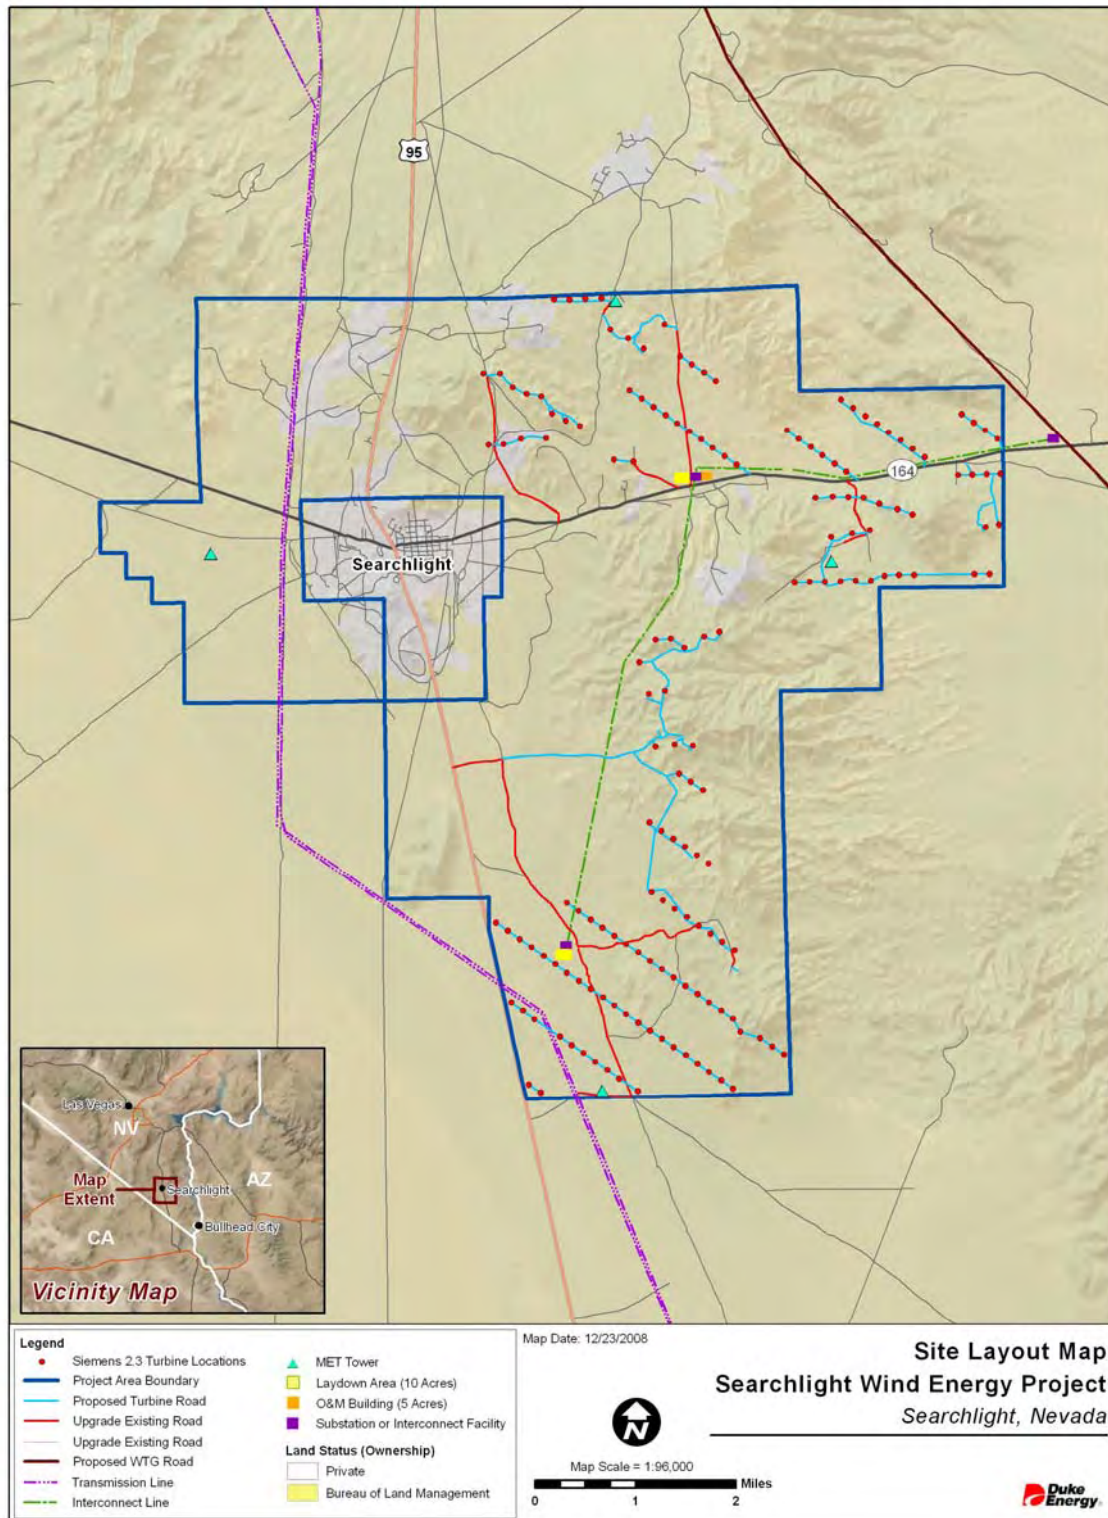 95
164
Searchlight
Las Vegas
NV
Map
Extent
Searchlight
AZ
Bullhead City
CA
Vicinity Map
Legend
Siemens 2.3 Turbine Locations
Project Area Boundary
Proposed Turbine Road
Upgrade Existing Road
Upgrade Existing Road
Proposed WTG Road
Transmission Line
Interconnect Line
MET Tower
Laydown Area (10 Acres)
O&M Building (5 Acres)
Substation or Interconnect Facility
Land Status (Ownership)
Private
Bureau of Land Management
Map Date: 12/23/2008
Map Scale = 1:96,000
Miles
0 1 2
Site Layout Map
Searchlight Wind Energy Project
Searchlight, Nevada
Duke
Energy®